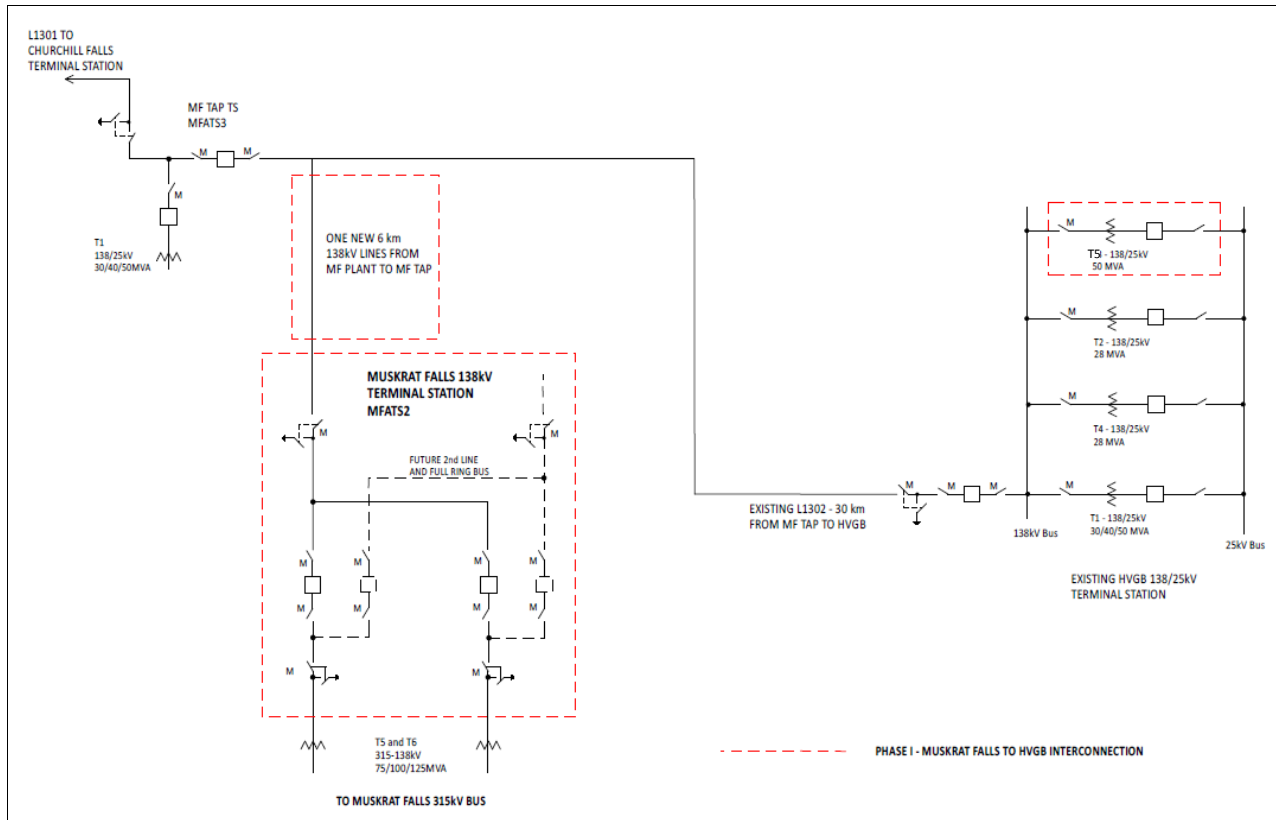 L1301 TO
CHURCHILL FALLS
TERMINAL STATION
MF TAP TS
MFATS3
M
M
M
T1
138/25kV
30/40/50MVA
ONE NEW 6 km
138kV LINES FROM
MF PLANT TO MF TAP
MUSKRAT FALLS 138kV
TERMINAL STATION
MFATS2
M
M
FUTURE 2nd LINE
AND FULL RING BUS
M
M
M
M
M
M
M
M
M
M
T5 and T6
315-138kV
75/100/125MVA
TO MUSKRAT FALLS 315kV BUS
M
T5I - 138/25kV
50 MVA
M
T2 - 138/25kV
28 MVA
M
T4 - 138/25kV
28 MVA
M
M
M
M
EXISTING L1302 - 30 km
FROM MF TAP TO HVGB
T1 - 138/25kV
30/40/50 MVA
138kV Bus
25kV Bus
EXISTING HVGB 138/25kV
TERMINAL STATION
PHASE I - MUSKRAT FALLS TO HVGB INTERCONNECTION